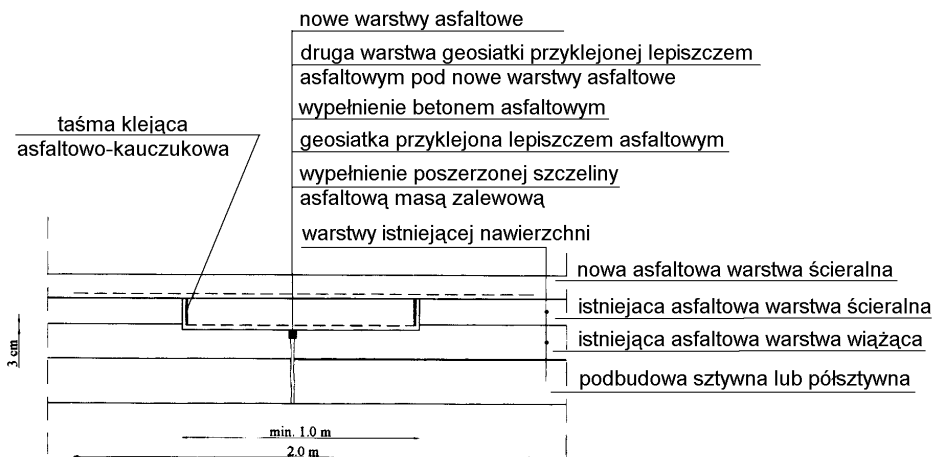 nowe warstwy asfaltowe
druga warstwa geosiatki przyklejonej lepiszczem
asfaltowym pod nowe warstwy asfaltowe
wypełnienie betonem asfaltowym
taśma klejąca
asfaltowo-kauczukowa
geosiatka przyklejona lepiszczem asfaltowym
wypełnienie poszerzonej szczeliny
asfaltową masą zalewową
warstwy istniejącej nawierzchni
nowa asfaltowa warstwa ścieralna
istniejaca asfaltowa warstwa ścieralna
istniejąca asfaltowa warstwa wiążąca
podbudowa sztywna lub półsztywna
3 cm
min. 1.0 m
2.0 m